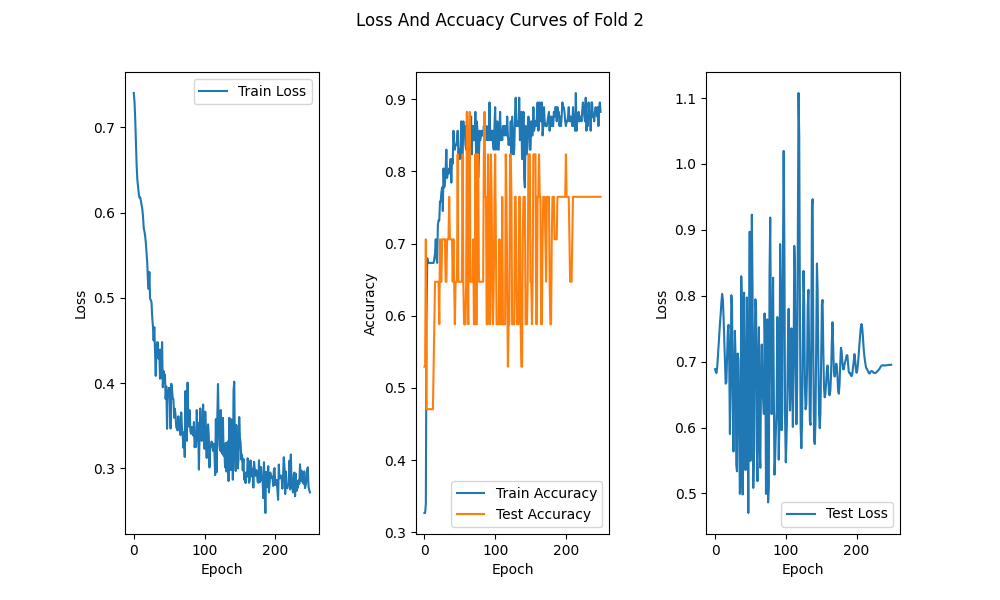 Loss And Accuacy Curves of Fold 2
Train Loss
0.7
0.6
0.5
0.4
0.3
Loss
0
100
200
Epoch
0.9
0.8
0.7
0.6
0.5
0.4
0.3
Accuracy
Train Accuracy
Test Accuracy
0
100
200
Epoch
1.1
1.0
0.9
0.8
0.7
0.6
0.5
Loss
Test Loss
0
100
200
Epoch